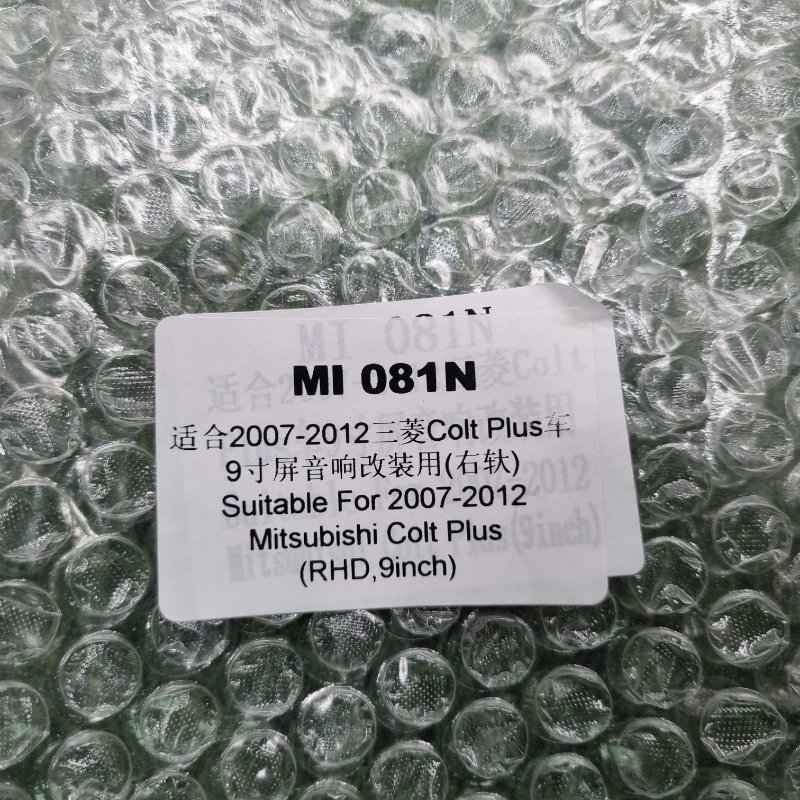 MI 081N
适合2007-2012三菱Colt Plus车
9寸屏音响改装用(右轪)
Suitable For 2007-2012
Mitsubishi Colt Plus
(RHD,9inch)